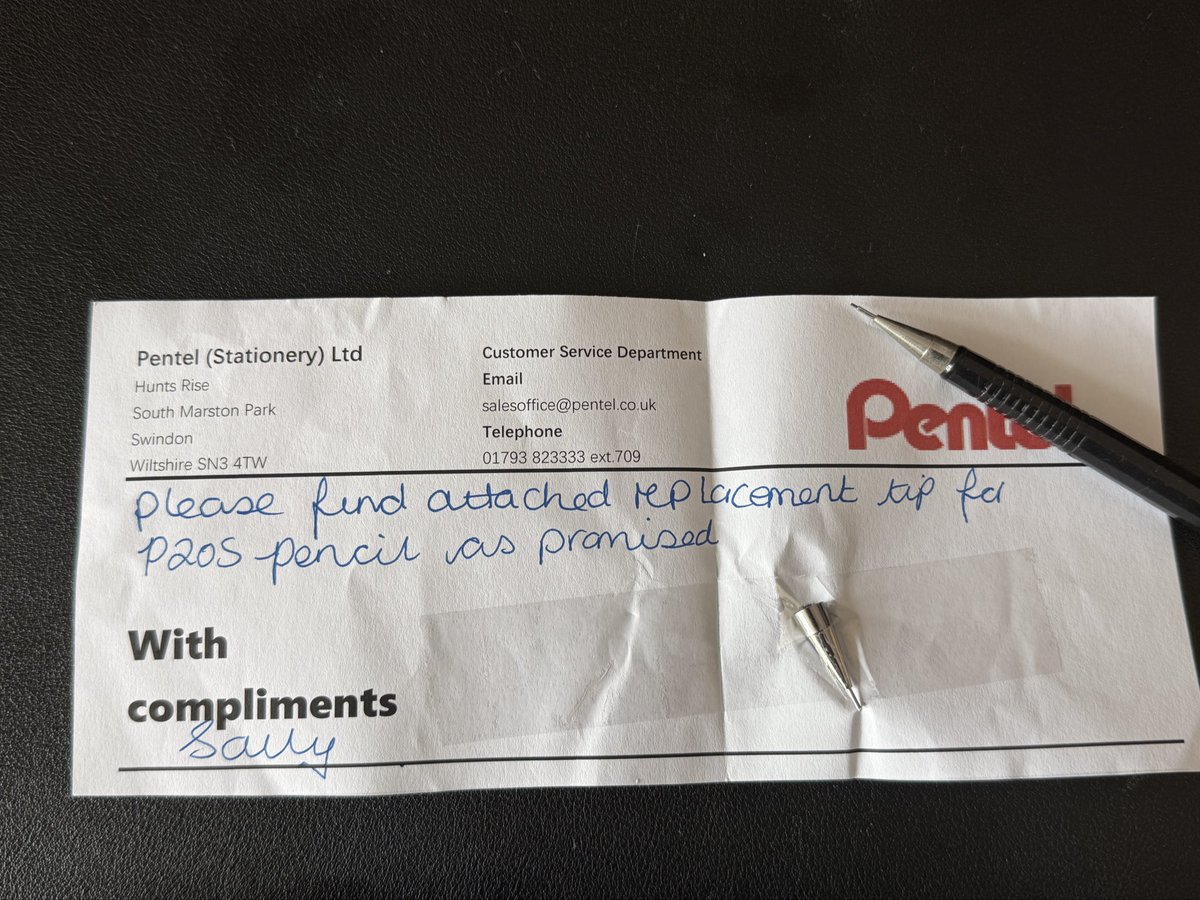 Pentel (Stationery) Ltd
Hunts Rise
South Marston Park
Swindon
Wiltshire SN3 4TW
Customer Service Department
Email
salesoffice@pentel.co.uk
Telephone
01793 823333 ext.709
Pentel
Please find attached replacement tip for
P205 pencil as promised
With
compliments
Sally